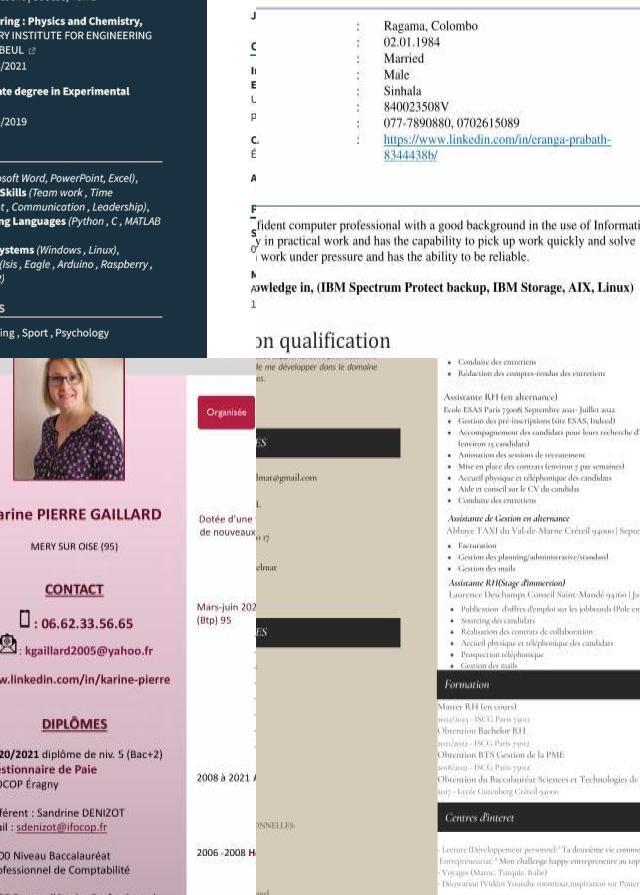 ring : Physics and Chemistry,
RY INSTITUTE FOR ENGINEERING
BEUL
/2021
te degree in Experimental
/2019
soft Word, PowerPoint, Excel),
Skills (Team work , Time
t , Communication , Leadership),
ng Languages (Python , C , MATLAB
ystems (Windows , Linux),
(Isis , Eagle , Arduino , Raspberry ,
S
ing , Sport , Psychology
: Ragama, Colombo
: 02.01.1984
: Married
: Male
: Sinhala
: 840023508V
: 077-7890880, 0702615089
: https://www.linkedin.com/in/eranga-prabath-
8344438b/
fident computer professional with a good background in the use of Informati
y in practical work and has the capability to pick up work quickly and solve
work under pressure and has the ability to be reliable.
owledge in, (IBM Spectrum Protect backup, IBM Storage, AIX, Linux)
on qualification
arine PIERRE GAILLARD
MERY SUR OISE (95)
CONTACT
: 06.62.33.56.65
: kgaillard2005@yahoo.fr
w.linkedin.com/in/karine-pierre
DIPLÔMES
20/2021 diplôme de niv. 5 (Bac+2)
estionnaire de Paie
OCOP Éragny
férent : Sandrine DENIZOT
ail : sdenizot@ifocop.fr
00 Niveau Baccalauréat
ofessionnel de Comptabilité
Organisée
Dotée d'une
de nouveaux
Mars-juin 202
(Btp) 95
2008 à 2021
2006 -2008
le me développer dans le domaine
es.
ES
lmar@gmail.com
elmar
ES
ONNELLES:
Conduite des entretiens
Rédaction des comptes-rendus des entretiens
Assistante RH (en alternance)
Ecole ESAS Paris 75008| Septembre 2021- Juillet 2022
Gestion des pré-inscriptions (site ESAS, Indeed)
Accompagnement des candidats pour leurs recherche d'
(environ 15 candidats)
Animation des sessions de recrutement
Mise en place des contrats (environ 7 par semaines)
Accueil physique et téléphonique des candidats
Aide et conseil sur le CV du candidat
Conduite des entretiens
Assistante de Gestion en alternance
Abbaye TAXI du Val-de-Marne Créteil 94000 | Septe
Facturation
Gestion des planning/administrative/standard
Gestion des mails
Assistante RH(Stage d'immersion)
Laurence Deschamps Conseil Saint-Mandé 94160 | Ja
Publication d'offres d'emploi sur les jobboards (Pole em
Sourcing des candidats
Réalisation des contrats de collaboration
Accueil physique et téléphonique des candidats
Prospection téléphonique
Gestion des mails
Formation
Master RH (en cours)
2022/2023 - ISCG Paris 75012
Obtention Bachelor RH
2021/2022 - ISCG Paris 75012
Obtention BTS Gestion de la PME
- ISCG Paris 75012
Obtention du Baccalauréat Sciences et Technologies de
2017 - Lycée Gutenberg Créteil 94000
Centres d'interet
- Lecture (Développement personnel:" Ta deuxième vie comme
Entrepreneuriat: " Mon challenge happy entrepreneure au top
- Voyages (Maroc, Turquie, Italie)